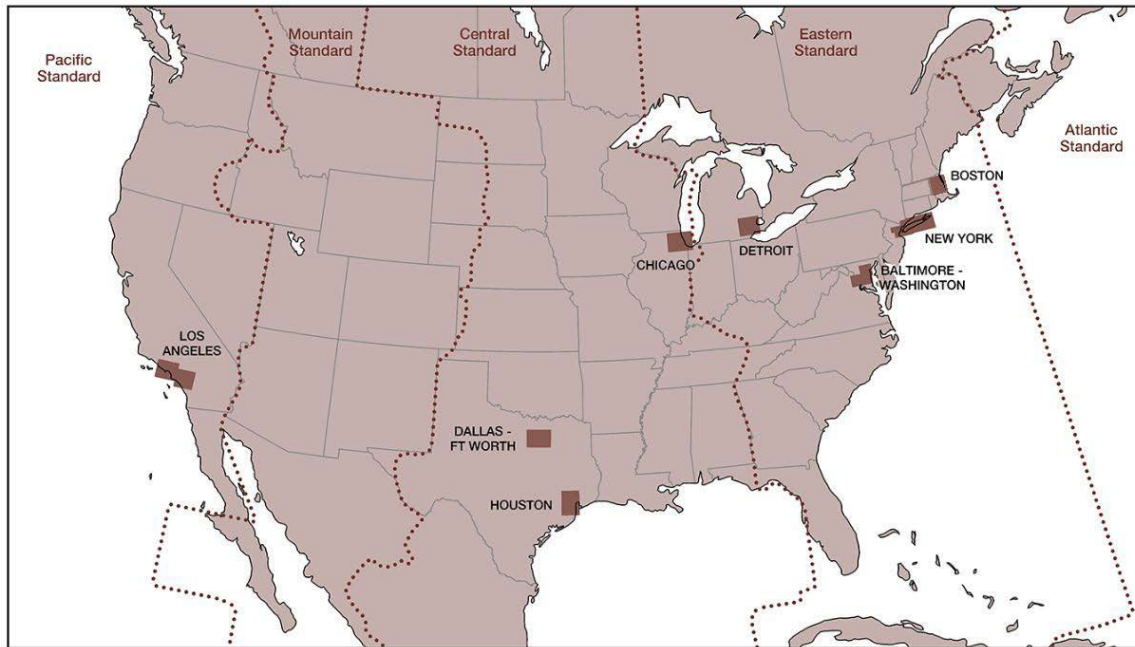 Pacific
Standard
Mountain
Standard
Central
Standard
Eastern
Standard
Atlantic
Standard
BOSTON
NEW YORK
DETROIT
CHICAGO
BALTIMORE -
WASHINGTON
LOS
ANGELES
DALLAS -
FT WORTH
HOUSTON